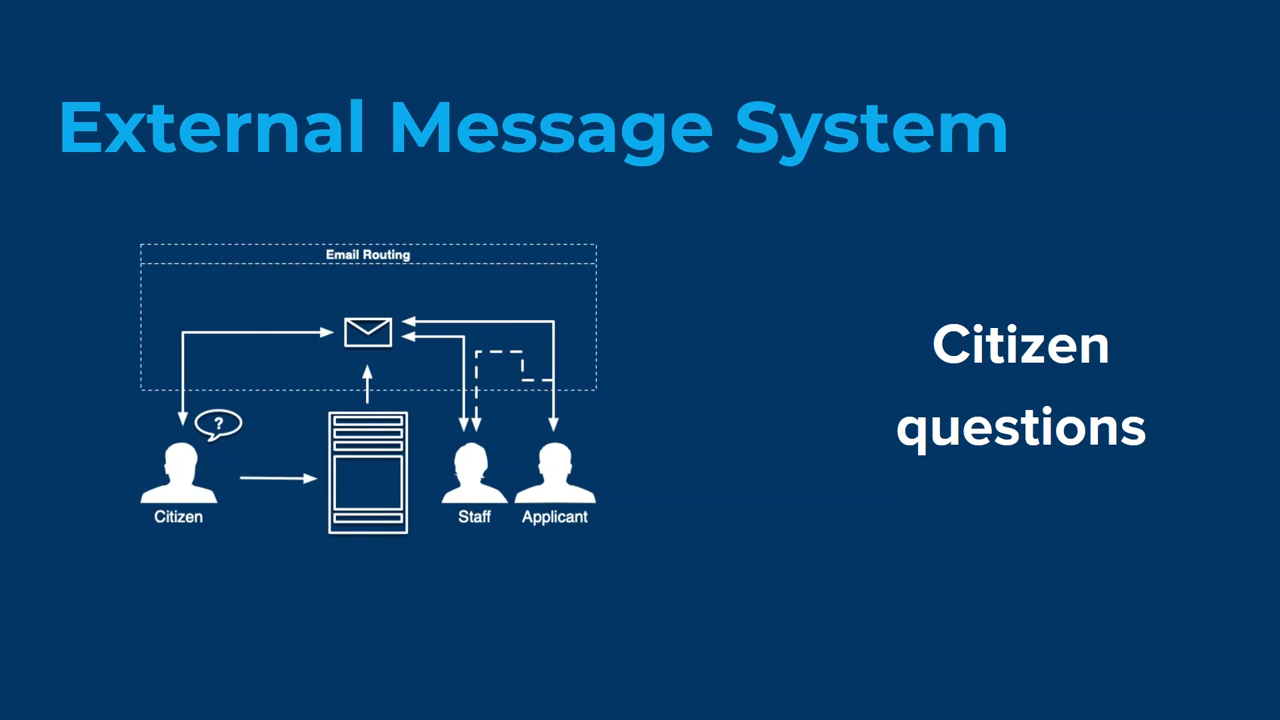 External Message System
Email Routing
?
Citizen
Staff
Applicant
Citizen
questions